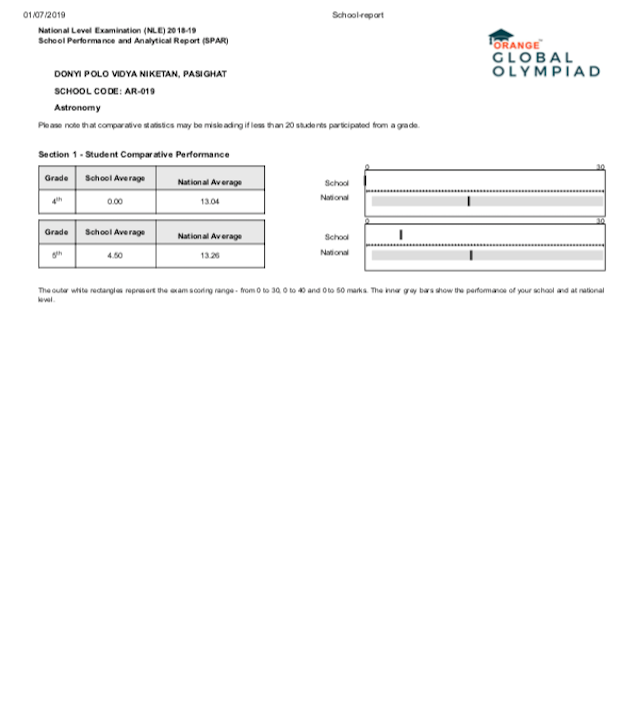 01/07/2019 School-report
National Level Examination (NLE) 2018-19
School Performance and Analytical Report (SPAR)
ORANGE
GLOBAL
OLYMPIAD
DONYI POLO VIDYA NIKETAN, PASIGHAT
SCHOOL CODE: AR-019
Astronomy
Please note that comparative statistics may be misleading if less than 20 students participated from a grade.
Section 1 - Student Comparative Performance
Grade School Average National Average
4th 0.00 13.04
0 30
School
National
Grade School Average National Average
5th 4.50 13.26
0 30
School
National
The outer white rectangles represent the exam scoring range - from 0 to 30, 0 to 40 and 0 to 50 marks. The inner grey bars show the performance of your school and at national
level.